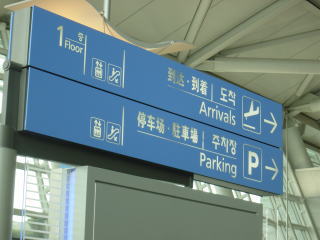 1층
Floor
到达·到着 | 도착
Arrivals
停车场·駐車場 | 주차장
Parking P